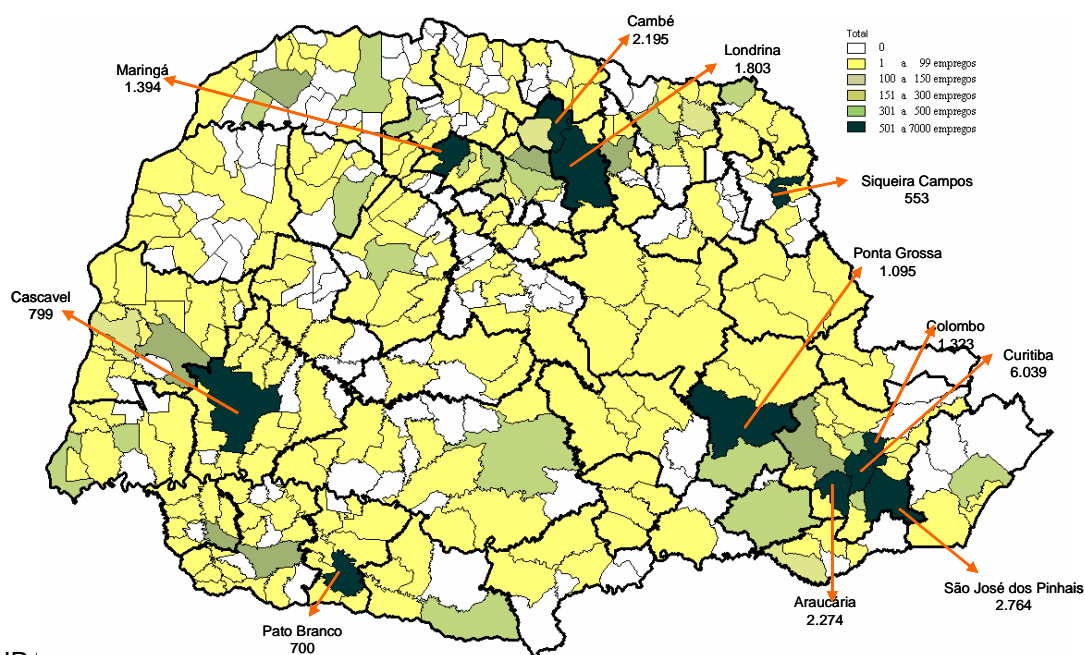 Cambé
2.195
Londrina
1.803
Maringá
1.394
Total
0
1 a 99 empregos
100 a 150 empregos
151 a 300 empregos
301 a 500 empregos
501 a 7000 empregos
Siqueira Campos
553
Ponta Grossa
1.095
Cascavel
799
Colombo
1.323
Curitiba
6.039
São José dos Pinhais
2.764
Araucária
2.274
Pato Branco
700